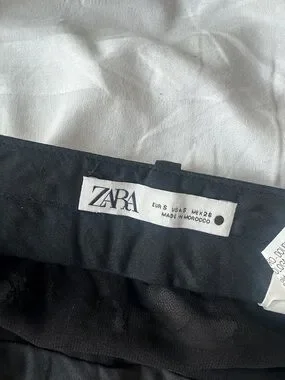 ZARA
EUR S USA S MEX 26
MADE IN MOROCCO